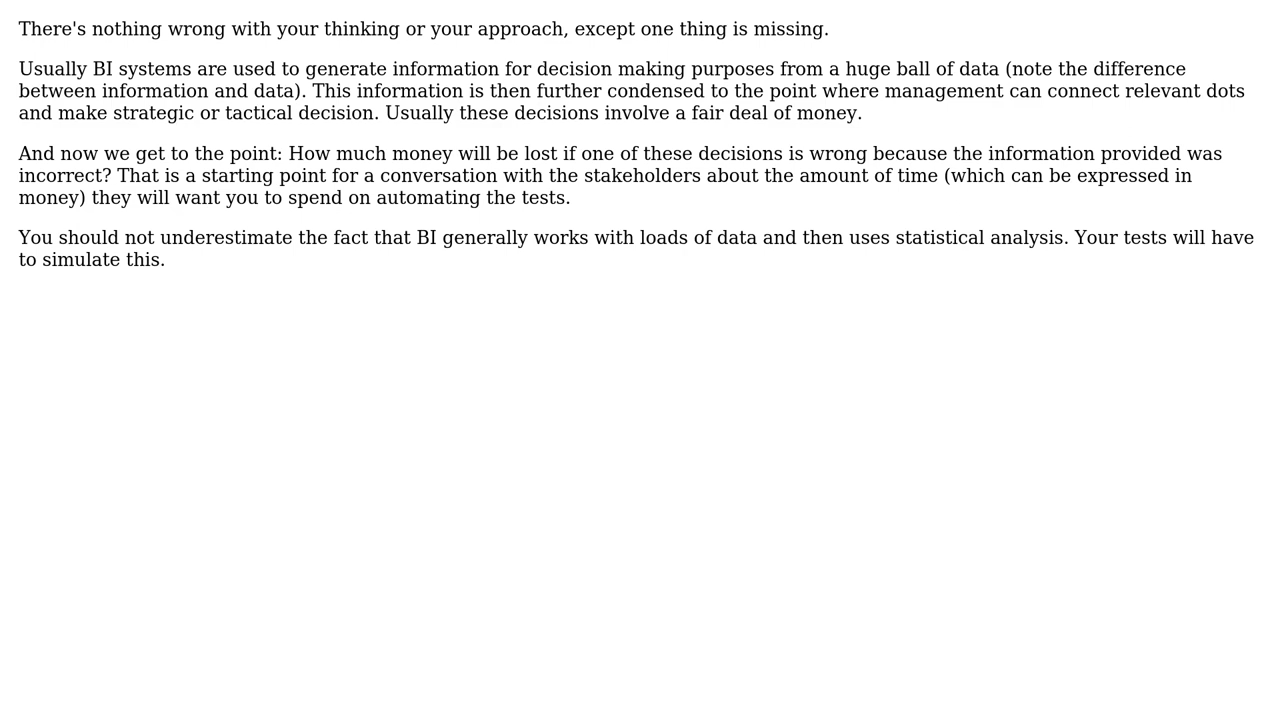 There's nothing wrong with your thinking or your approach, except one thing is missing.
Usually BI systems are used to generate information for decision making purposes from a huge ball of data (note the difference
between information and data). This information is then further condensed to the point where management can connect relevant dots
and make strategic or tactical decision. Usually these decisions involve a fair deal of money.
And now we get to the point: How much money will be lost if one of these decisions is wrong because the information provided was
incorrect? That is a starting point for a conversation with the stakeholders about the amount of time (which can be expressed in
money) they will want you to spend on automating the tests.
You should not underestimate the fact that BI generally works with loads of data and then uses statistical analysis. Your tests will have
to simulate this.